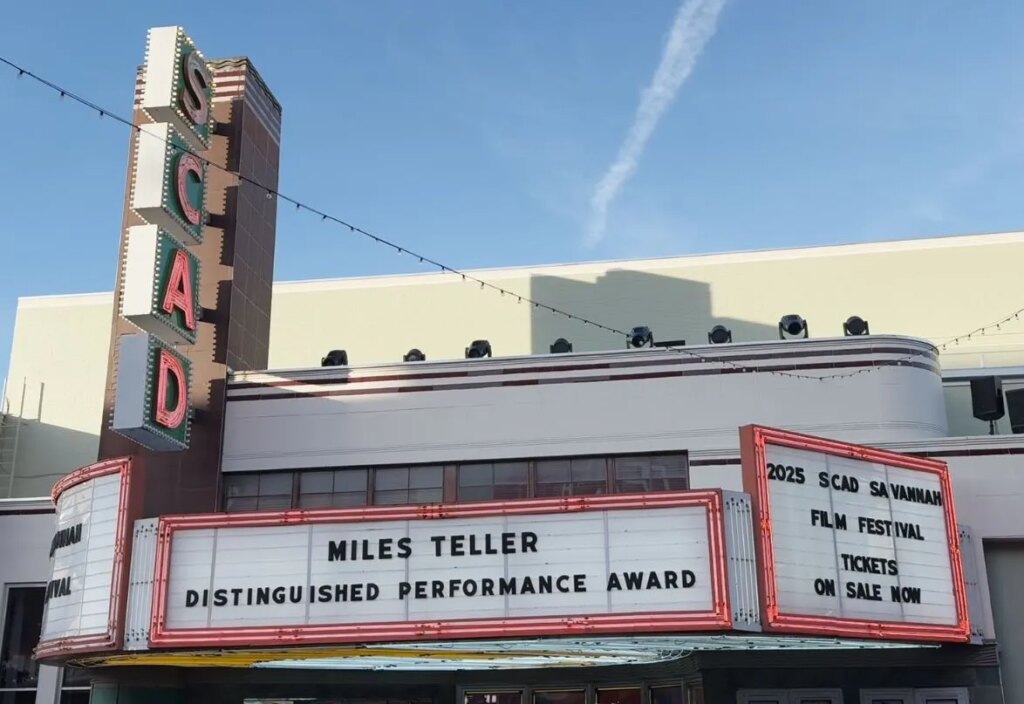 SCAD
MILES TELLER
DISTINGUISHED PERFORMANCE AWARD
2025 SCAD SAVANNAH
FILM FESTIVAL
TICKETS
ON SALE NOW